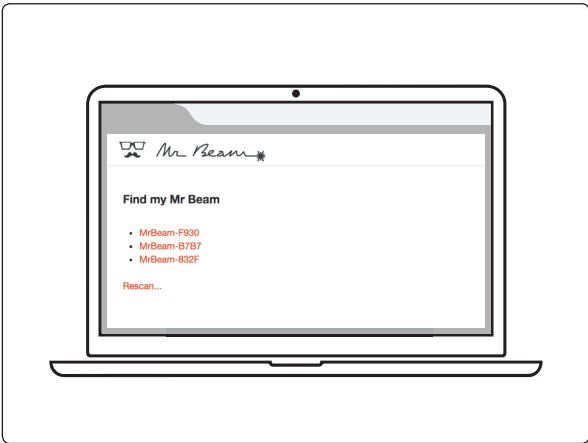 Mr Beam
Find my Mr Beam
• MrBeam-F930
• MrBeam-B7B7
• MrBeam-832F
Rescan...